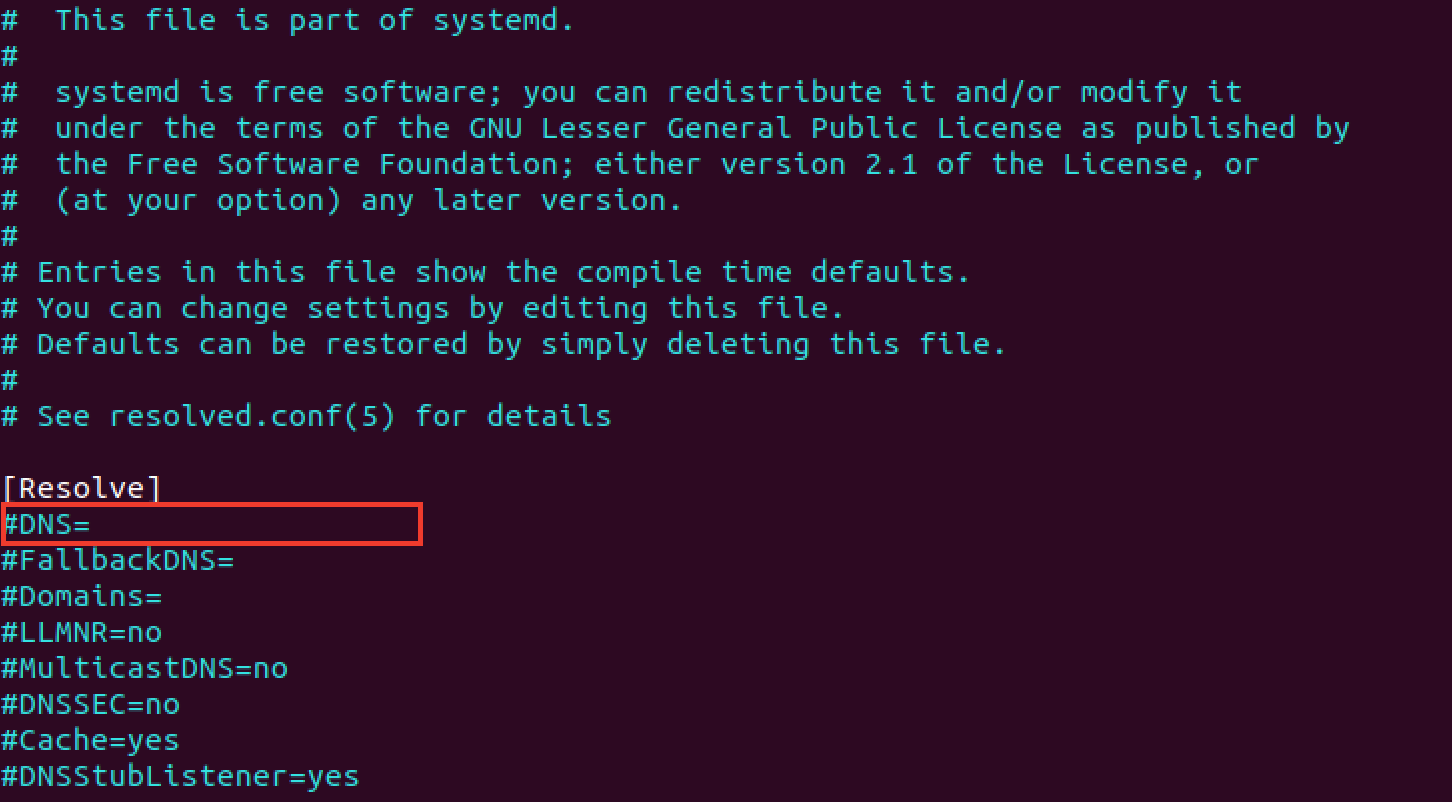 #  This file is part of systemd.
#
#  systemd is free software; you can redistribute it and/or modify it
#  under the terms of the GNU Lesser General Public License as published by
#  the Free Software Foundation; either version 2.1 of the License, or
#  (at your option) any later version.
#
# Entries in this file show the compile time defaults.
# You can change settings by editing this file.
# Defaults can be restored by simply deleting this file.
#
# See resolved.conf(5) for details

[Resolve]
#DNS=
#FallbackDNS=
#Domains=
#LLMNR=no
#MulticastDNS=no
#DNSSEC=no
#Cache=yes
#DNSStubListener=yes